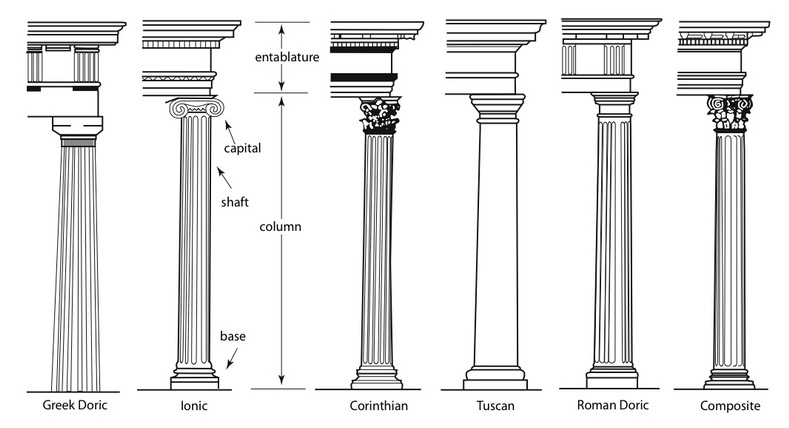 entablature
capital
shaft
column
base
Greek Doric
Ionic
Corinthian
Tuscan
Roman Doric
Composite